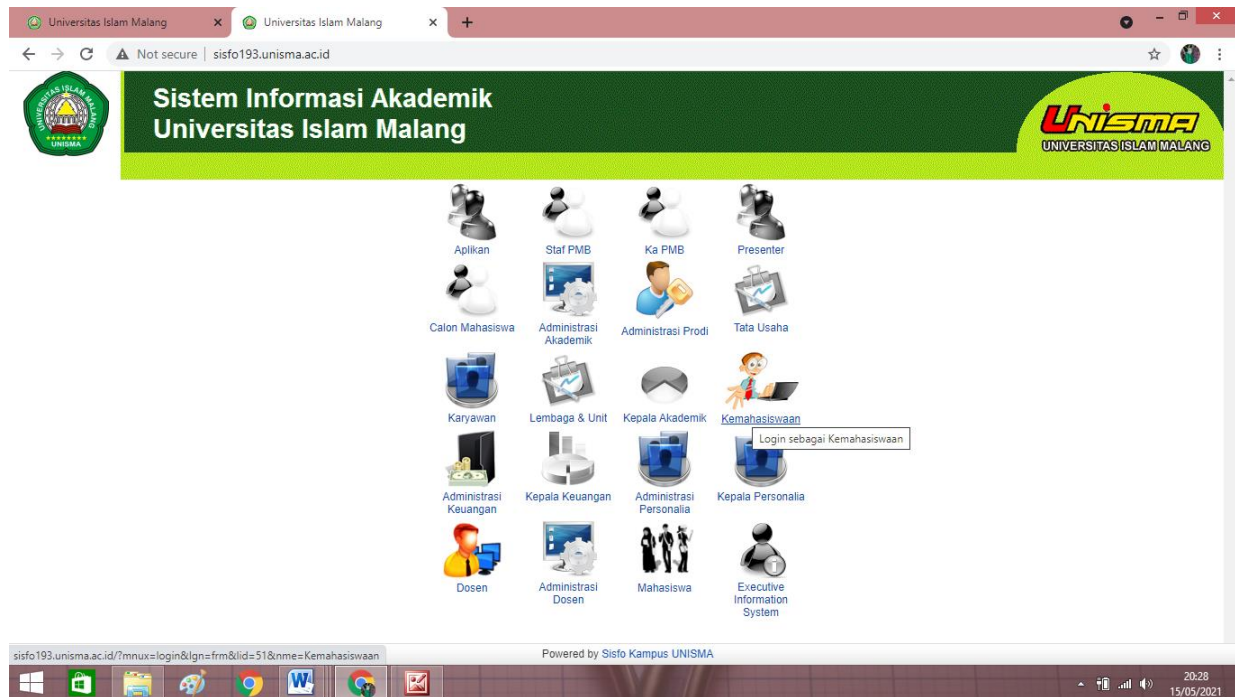 Universitas Islam Malang
Universitas Islam Malang
Not secure
sisfo193.unisma.ac.id
UNIVERSITAS ISLAM MALANG
UNISMA
Sistem Informasi Akademik
Universitas Islam Malang
Unisma
UNIVERSITAS ISLAM MALANG
Aplikan
Staf PMB
Ka PMB
Presenter
Calon Mahasiswa
Administrasi
Akademik
Administrasi Prodi
Tata Usaha
Karyawan
Lembaga & Unit
Kepala Akademik
Kemahasiswaan
Login sebagai Kemahasiswaan
Administrasi
Keuangan
Kepala Keuangan
Administrasi
Personalia
Kepala Personalia
Dosen
Administrasi
Dosen
Mahasiswa
Executive
Information
System
sisfo193.unisma.ac.id/?mnux=login&lgn=frm&lid=51&nme=Kemahasiswaan
Powered by Sisfo Kampus UNISMA
20:28
15/05/2021